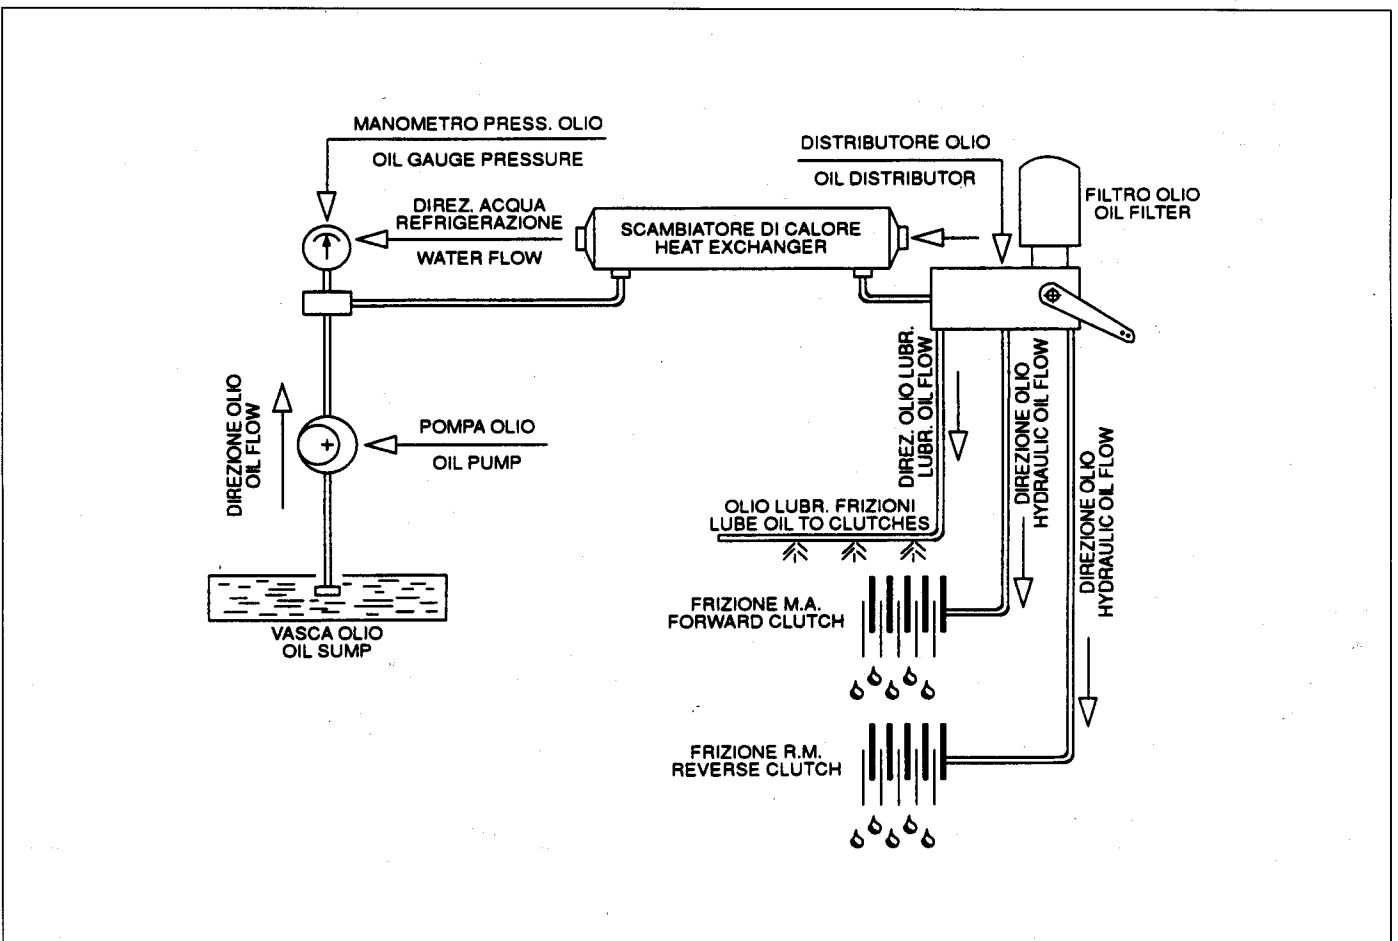 MANOMETRO PRESS. OLIO
OIL GAUGE PRESSURE
DIREZ. ACQUA
REFRIGERAZIONE
WATER FLOW
SCAMBIATORE DI CALORE
HEAT EXCHANGER
DISTRIBUTORE OLIO
OIL DISTRIBUTOR
FILTRO OLIO
OIL FILTER
DIREZIONE OLIO
OIL FLOW
POMPA OLIO
OIL PUMP
VASCA OLIO
OIL SUMP
DIREZ. OLIO LUBR.
LUBR. OIL FLOW
DIREZIONE OLIO
HYDRAULIC OIL FLOW
DIREZIONE OLIO
HYDRAULIC OIL FLOW
OLIO LUBR. FRIZIONI
LUBE OIL TO CLUTCHES
FRIZIONE M.A.
FORWARD CLUTCH
FRIZIONE R.M.
REVERSE CLUTCH